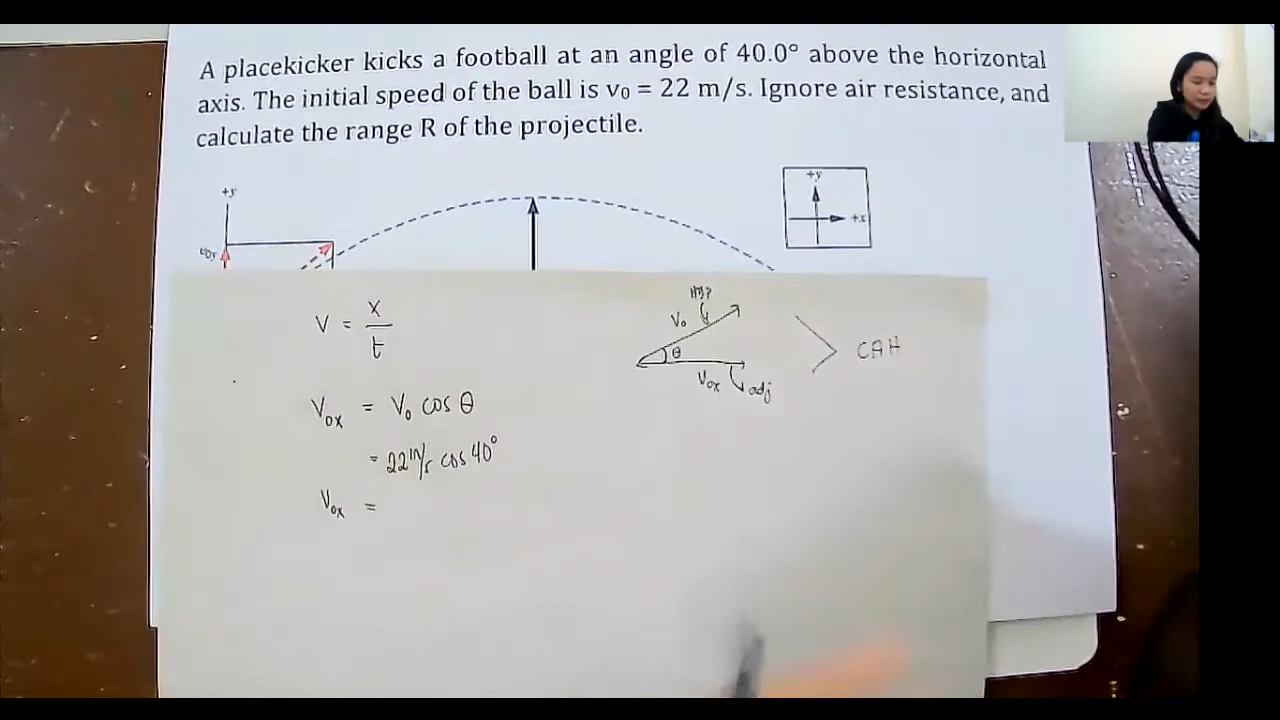 A placekicker kicks a football at an angle of 40.0° above the horizontal
axis. The initial speed of the ball is v₀ = 22 m/s. Ignore air resistance, and
calculate the range R of the projectile.
+y
v₀y
+y
+x
V = x/t
V₀ₓ = V₀ cos θ
= 22 m/s cos 40°
V₀ₓ =
hyp
V₀
θ
V₀ₓ adj
CAH